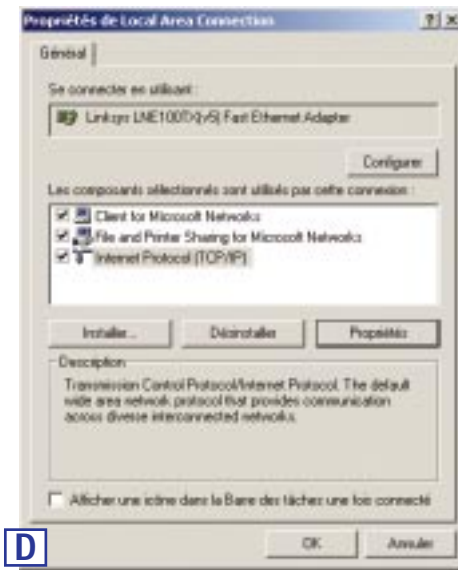 Propriétés de Local Area Connection
Général
Se connecter en utilisant :
Linksys LNE100TX(v5) Fast Ethernet Adapter
Configurer
Les composants sélectionnés sont utilisés par cette connexion :
Client for Microsoft Networks
File and Printer Sharing for Microsoft Networks
Internet Protocol (TCP/IP)
Installer...
Désinstaller
Propriétés
Description
Transmission Control Protocol/Internet Protocol. The default
wide area network protocol that provides communication
across diverse interconnected networks.
Afficher une icône dans la Barre des tâches une fois connecté
D
OK
Annuler